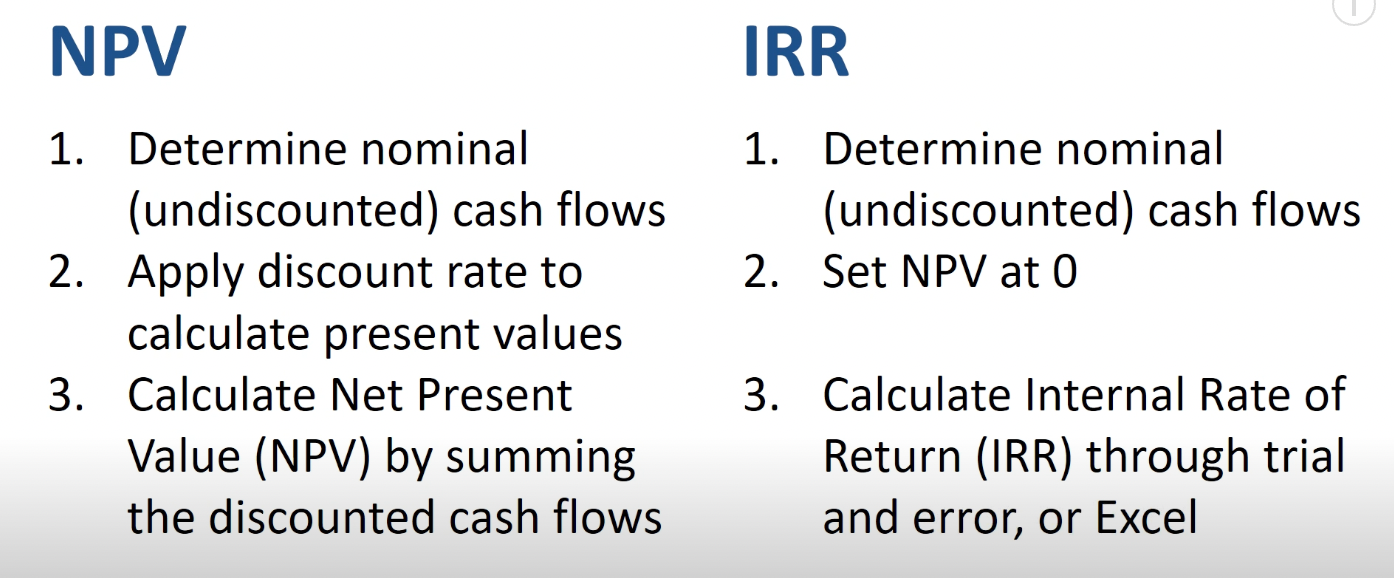 NPV
1. Determine nominal
(undiscounted) cash flows
2. Apply discount rate to
calculate present values
3. Calculate Net Present
Value (NPV) by summing
the discounted cash flows
IRR
1. Determine nominal
(undiscounted) cash flows
2. Set NPV at 0
3. Calculate Internal Rate of
Return (IRR) through trial
and error, or Excel